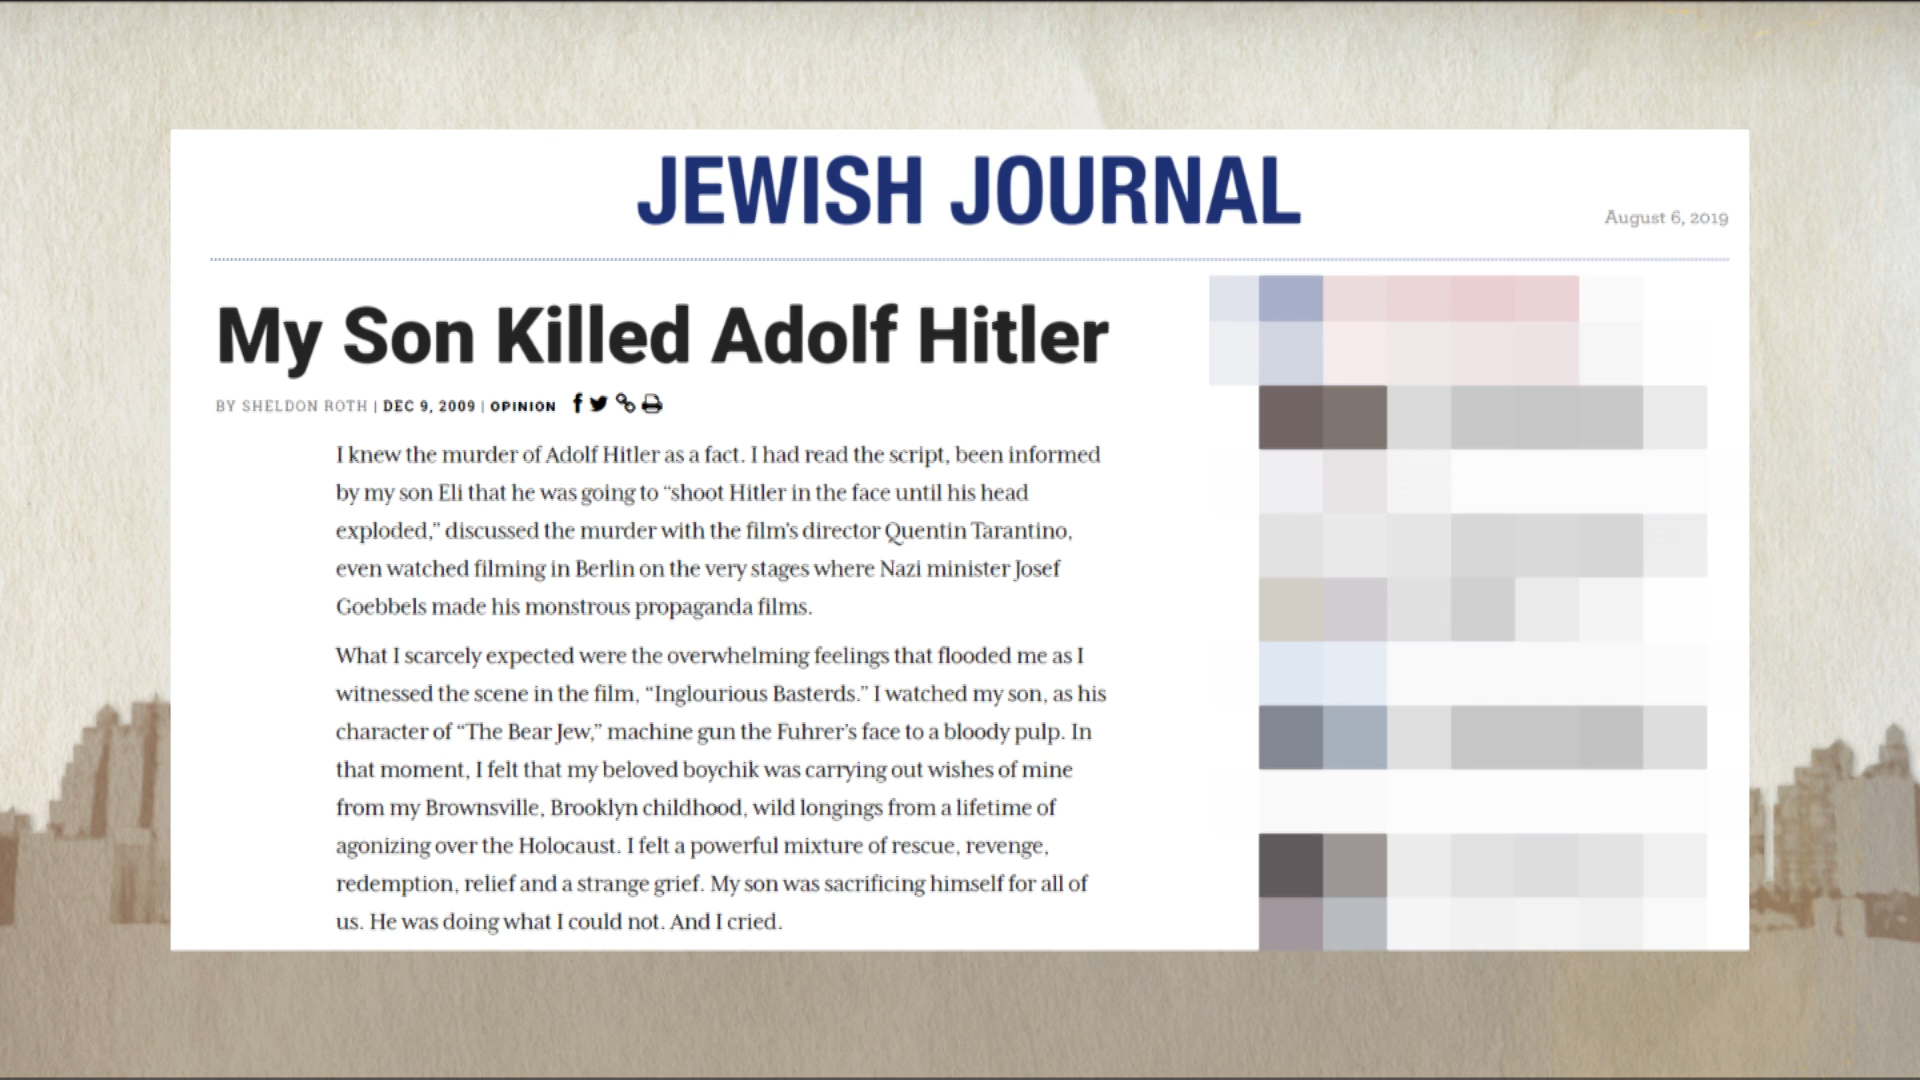 JEWISH JOURNAL
August 6, 2019
My Son Killed Adolf Hitler
BY SHELDON ROTH | DEC 9, 2009 | OPINION
I knew the murder of Adolf Hitler as a fact. I had read the script, been informed
by my son Eli that he was going to “shoot Hitler in the face until his head
exploded,” discussed the murder with the film’s director Quentin Tarantino,
even watched filming in Berlin on the very stages where Nazi minister Josef
Goebbels made his monstrous propaganda films.
What I scarcely expected were the overwhelming feelings that flooded me as I
witnessed the scene in the film, “Inglourious Basterds.” I watched my son, as his
character of “The Bear Jew,” machine gun the Fuhrer’s face to a bloody pulp. In
that moment, I felt that my beloved boychik was carrying out wishes of mine
from my Brownsville, Brooklyn childhood, wild longings from a lifetime of
agonizing over the Holocaust. I felt a powerful mixture of rescue, revenge,
redemption, relief and a strange grief. My son was sacrificing himself for all of
us. He was doing what I could not. And I cried.